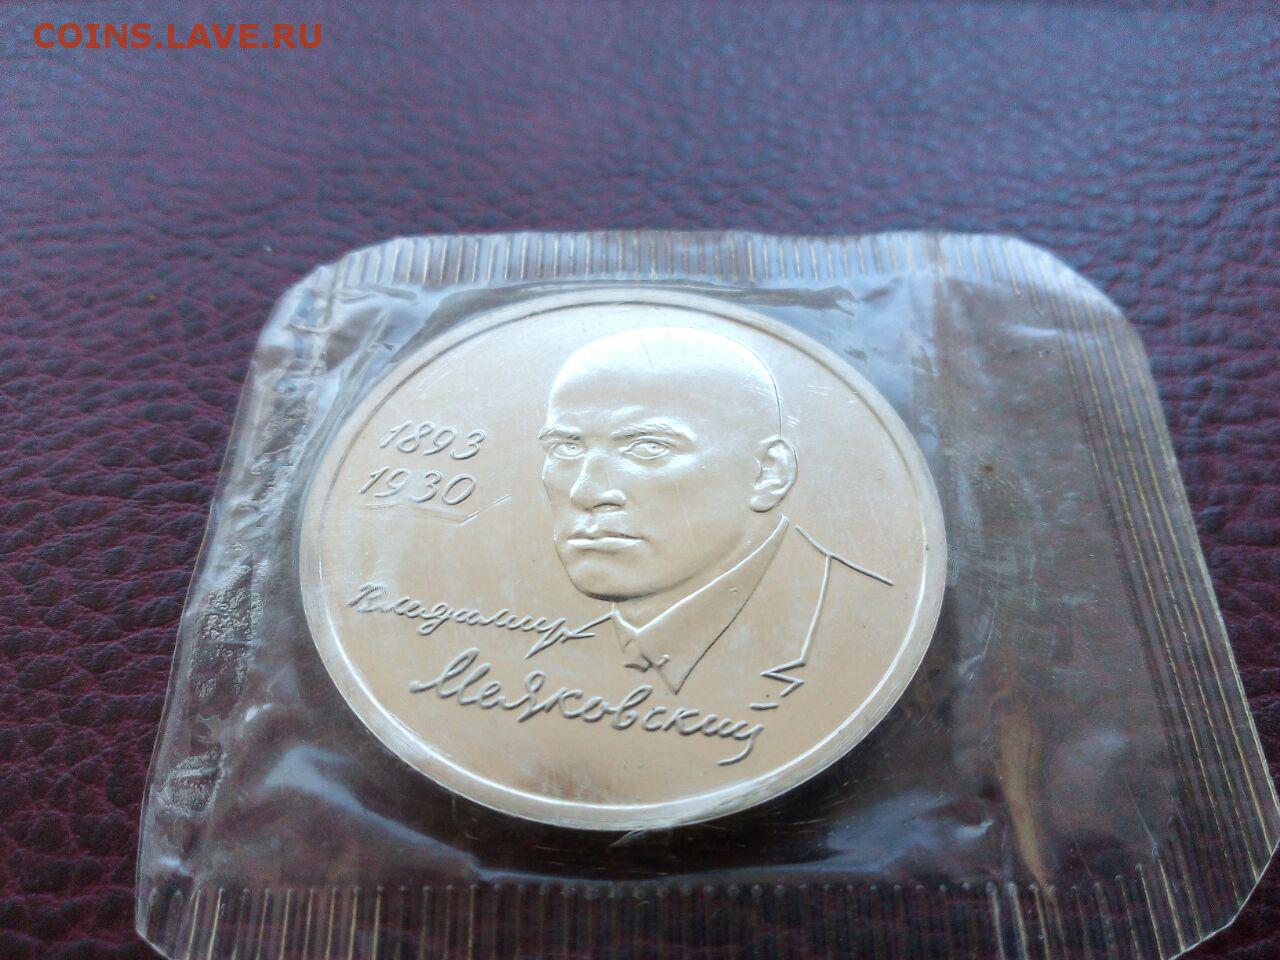 COINS.LAVE.RU
1893
1930
Владимир
Маяковский